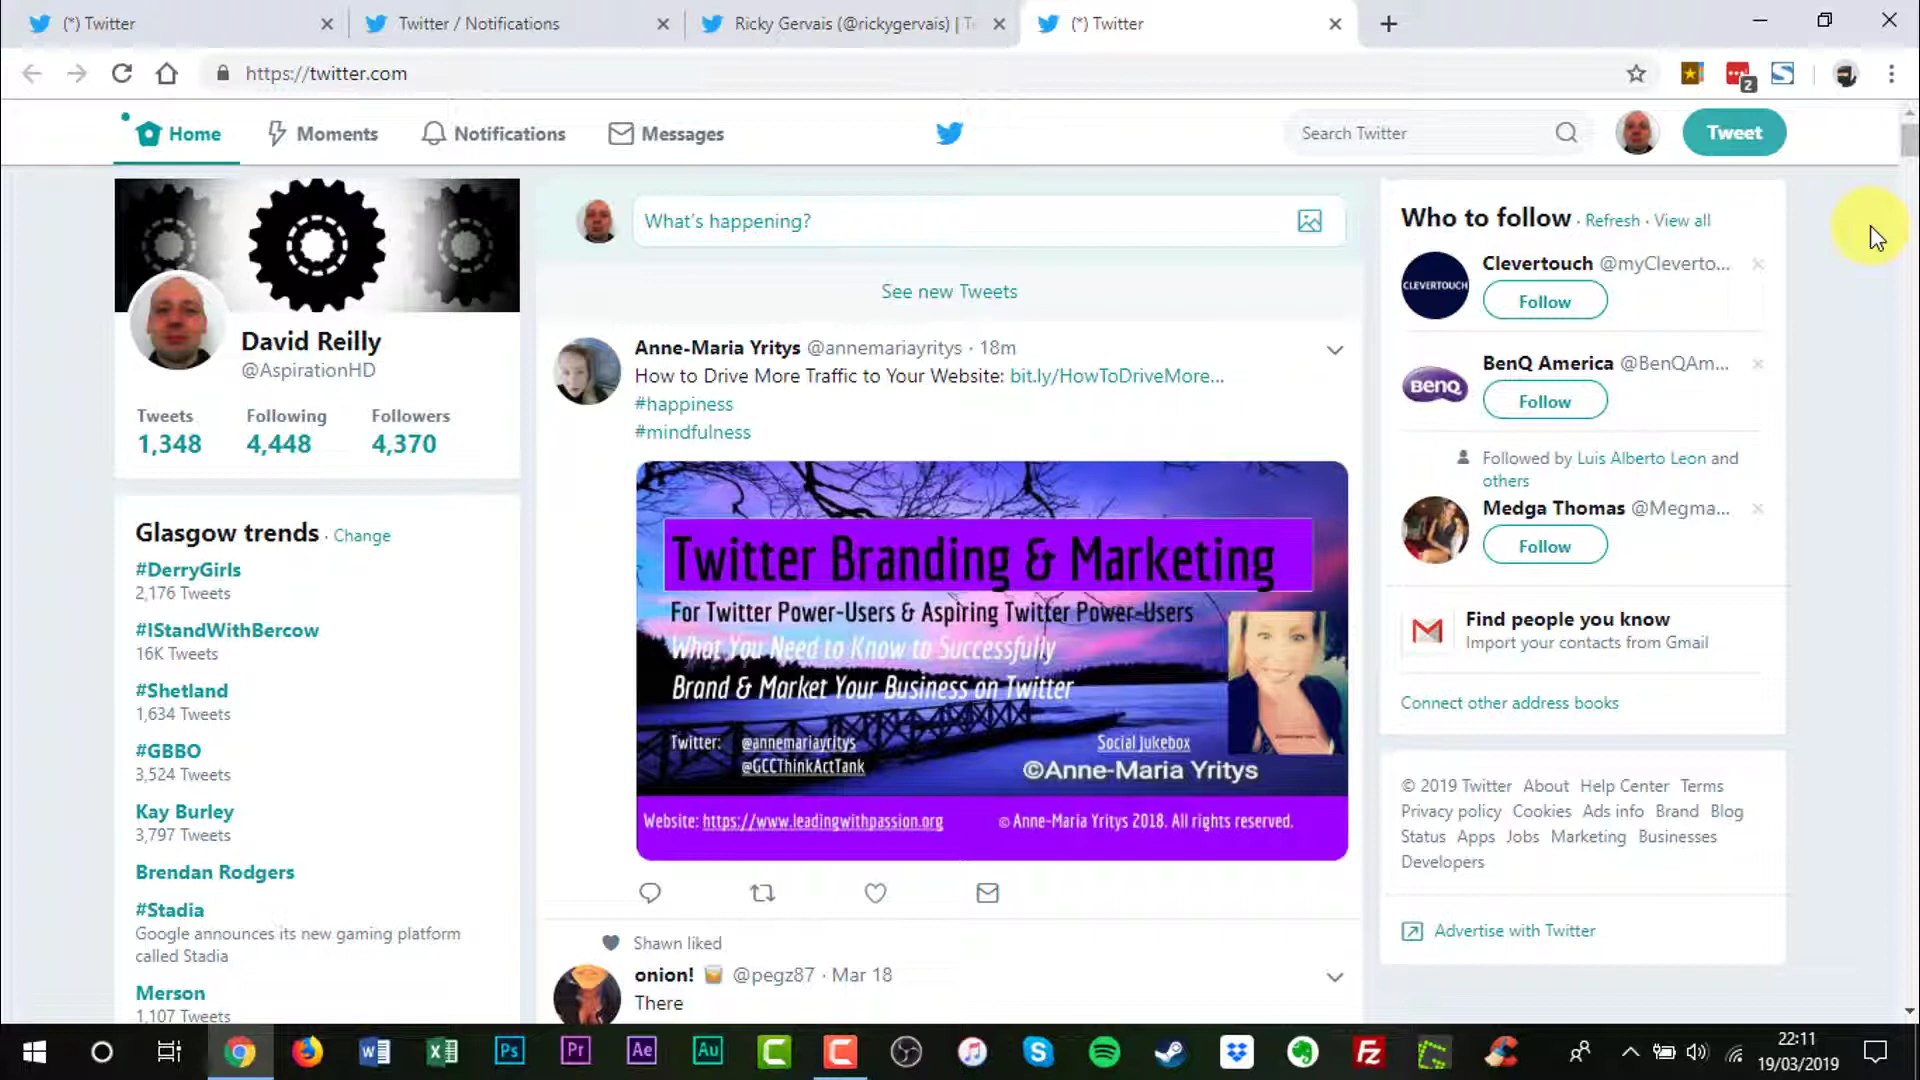 (*) Twitter
Twitter / Notifications
Ricky Gervais (@rickygervais) | T
(*) Twitter
https://twitter.com
2
Home
Moments
Notifications
Messages
Search Twitter
Tweet
David Reilly
@AspirationHD
Tweets Following Followers
1,348 4,448 4,370
Glasgow trends · Change
#DerryGirls
2,176 Tweets
#IStandWithBercow
16K Tweets
#Shetland
1,634 Tweets
#GBBO
3,524 Tweets
Kay Burley
3,797 Tweets
Brendan Rodgers
#Stadia
Google announces its new gaming platform
called Stadia
Merson
1,107 Tweets
What's happening?
See new Tweets
Anne-Maria Yritys @annemariayritys · 18m
How to Drive More Traffic to Your Website: bit.ly/HowToDriveMore...
#happiness
#mindfulness
Twitter Branding & Marketing
For Twitter Power-Users & Aspiring Twitter Power-Users
What You Need to Know to Successfully
Brand & Market Your Business on Twitter
Twitter: @annemariayritys Social Jukebox
@GCCThinkActTank
©Anne-Maria Yritys
Website: https://www.leadingwithpassion.org © Anne-Maria Yritys 2018. All rights reserved.
Shawn liked
onion! @pegz87 · Mar 18
There
Who to follow · Refresh · View all
CLEVERTOUCH
Clevertouch @myCleverto...
Follow
BenQ
BenQ America @BenQAm...
Follow
Followed by Luis Alberto Leon and
others
Medga Thomas @Megma...
Follow
Find people you know
Import your contacts from Gmail
Connect other address books
© 2019 Twitter About Help Center Terms
Privacy policy Cookies Ads info Brand Blog
Status Apps Jobs Marketing Businesses
Developers
Advertise with Twitter
Ps
Pr
Ae
Au
22:11
19/03/2019